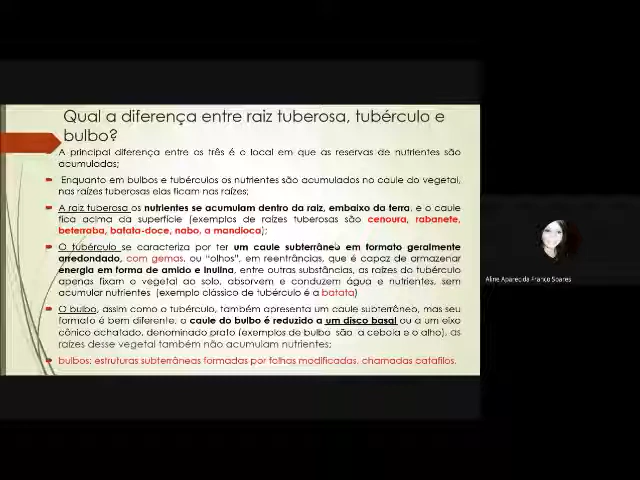 Qual a diferença entre raiz tuberosa, tubérculo e
bulbo?
A principal diferença entre os três é o local em que as reservas de nutrientes são
acumuladas;
Enquanto em bulbos e tubérculos os nutrientes são acumulados no caule do vegetal,
nas raízes tuberosas elas ficam nas raízes;
A raiz tuberosa os nutrientes se acumulam dentro da raiz, embaixo da terra, e o caule
fica acima da superfície (exemplos de raízes tuberosas são cenoura, rabanete,
beterraba, batata-doce, nabo, a mandioca);
O tubérculo se caracteriza por ter um caule subterrâneo em formato geralmente
arredondado, com gemas, ou "olhos", em reentrâncias, que é capaz de armazenar
energia em forma de amido e inulina, entre outras substâncias, as raízes do tubérculo
apenas fixam o vegetal ao solo, absorvem e conduzem água e nutrientes, sem
acumular nutrientes (exemplo clássico de tubérculo é a batata)
O bulbo, assim como o tubérculo, também apresenta um caule subterrâneo, mas seu
formato é bem diferente, o caule do bulbo é reduzido a um disco basal ou a um eixo
cônico achatado, denominado prato (exemplos de bulbo são a cebola e o alho), as
raízes desse vegetal também não acumulam nutrientes;
bulbos: estruturas subterrâneas formadas por folhas modificadas, chamadas catafilos.
Aline Aparecida Franco Soares